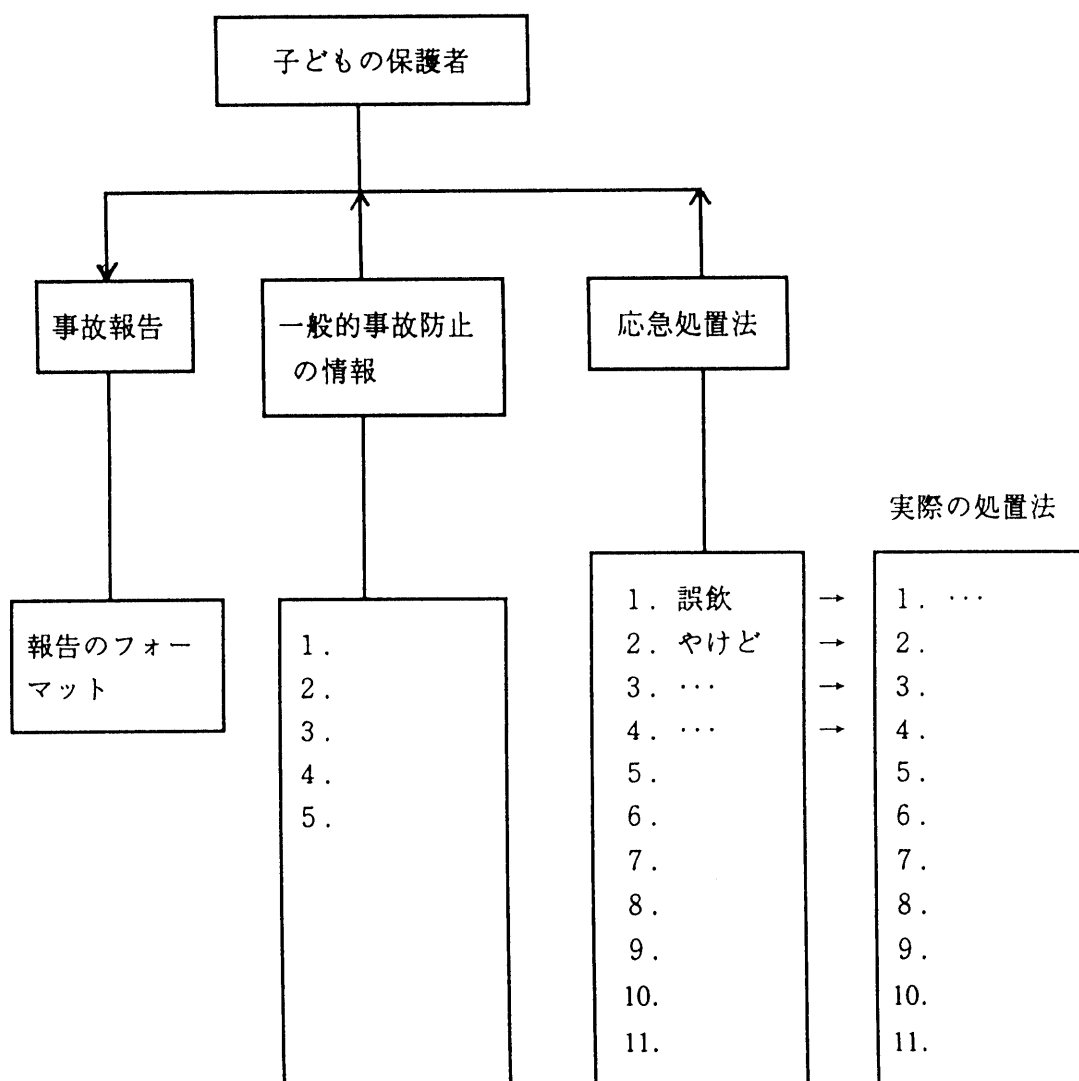 子どもの保護者
事故報告
一般的事故防止
の情報
応急処置法
報告のフォー
マット
1.
2.
3.
4.
5.
1. 誤飲 →
2. やけど →
3. … →
4. … →
5.
6.
7.
8.
9.
10.
11.
実際の処置法
1. …
2.
3.
4.
5.
6.
7.
8.
9.
10.
11.